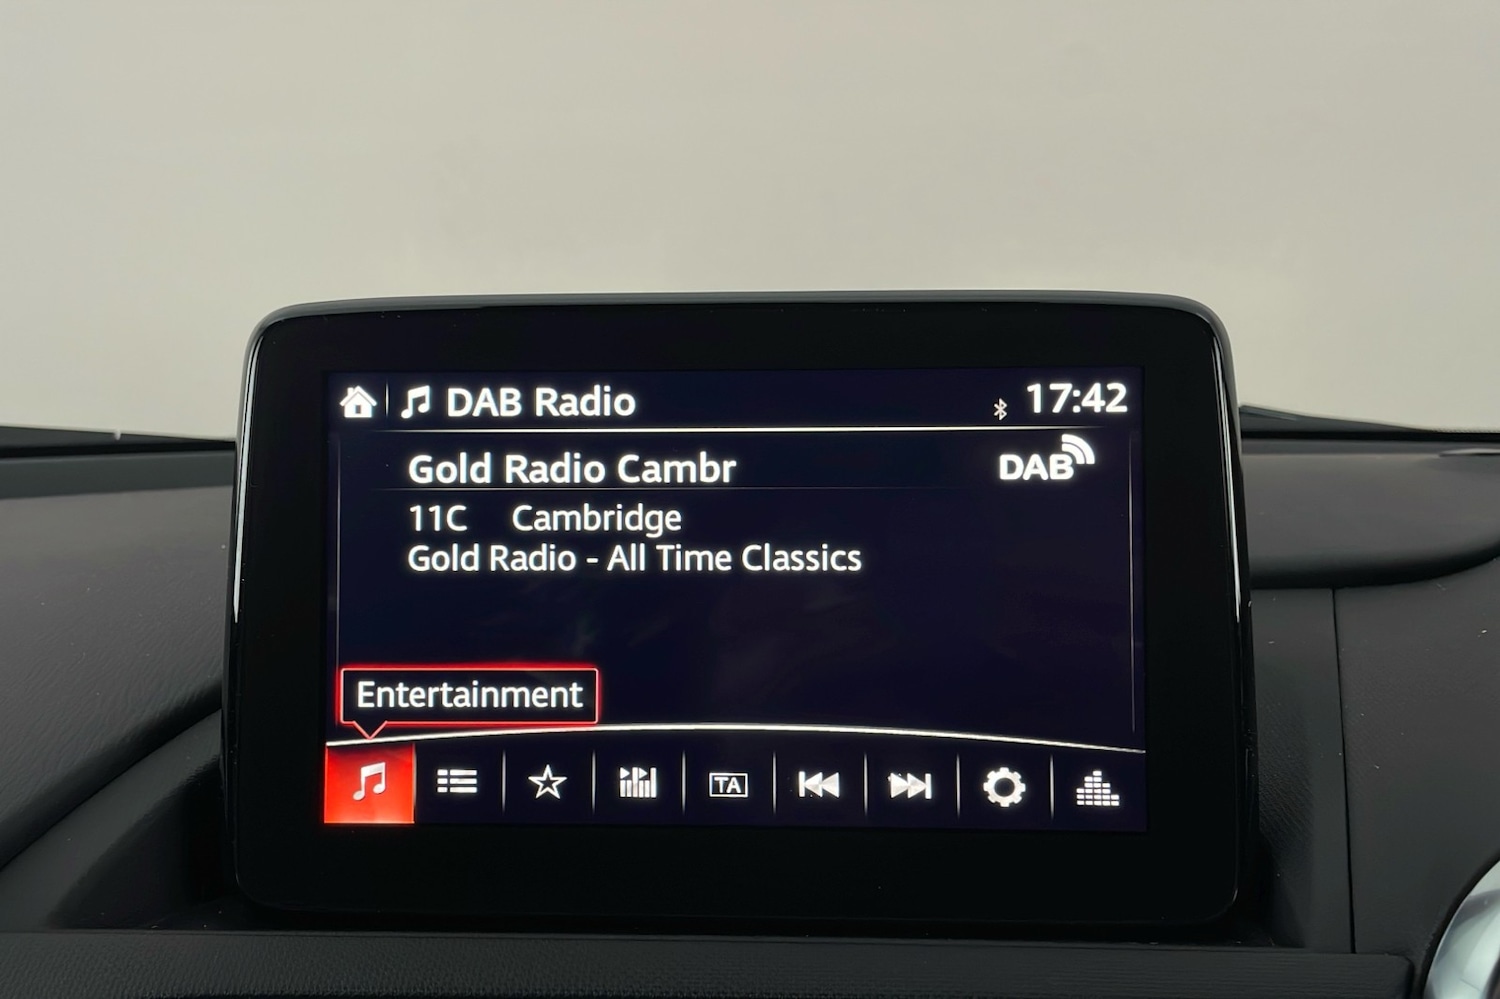 DAB Radio 17:42
Gold Radio Cambr DAB
11C Cambridge
Gold Radio - All Time Classics
Entertainment
TA